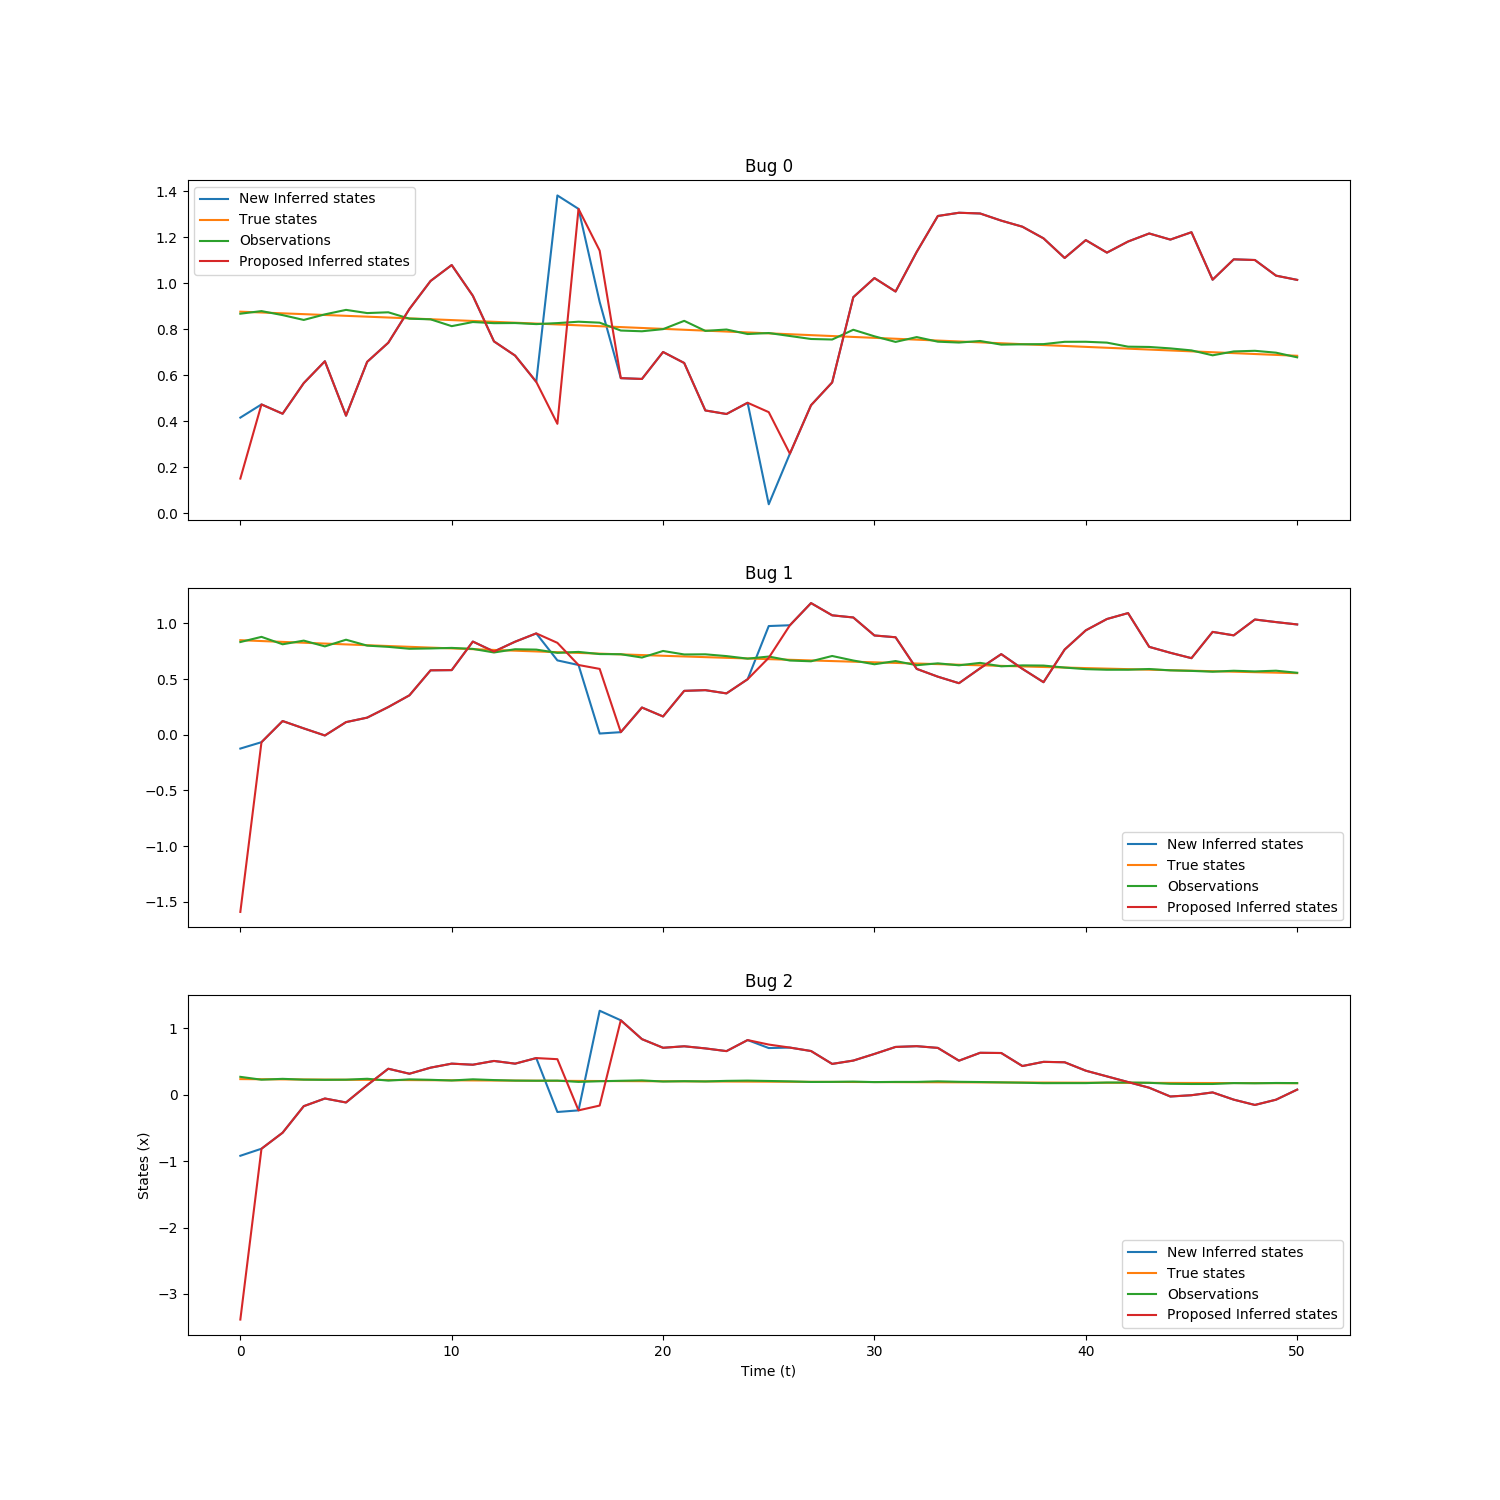 Bug 0
1.4
1.2
1.0
0.8
0.6
0.4
0.2
0.0
New Inferred states
True states
Observations
Proposed Inferred states
Bug 1
1.0
0.5
0.0
−0.5
−1.0
−1.5
New Inferred states
True states
Observations
Proposed Inferred states
Bug 2
States (x)
1
0
−1
−2
−3
New Inferred states
True states
Observations
Proposed Inferred states
0 10 20 30 40 50
Time (t)